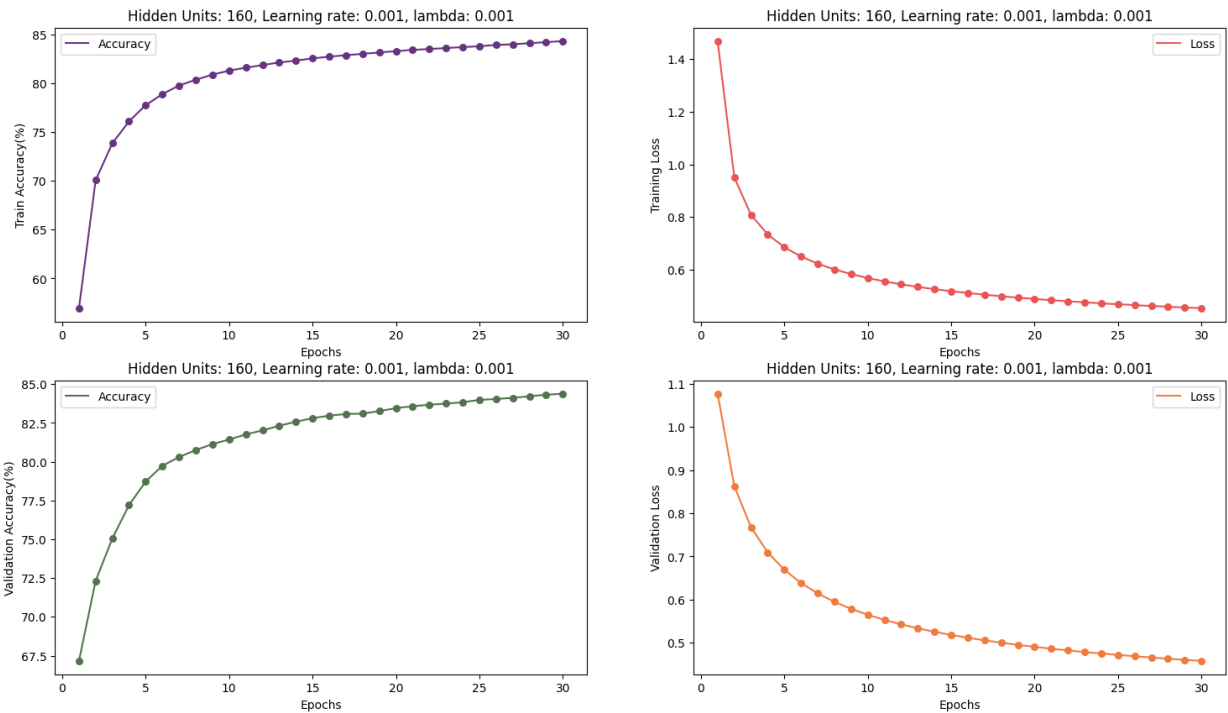 Hidden Units: 160, Learning rate: 0.001, lambda: 0.001
Accuracy
Train Accuracy(%)
85
80
75
70
65
60
0 5 10 15 20 25 30
Epochs
Hidden Units: 160, Learning rate: 0.001, lambda: 0.001
Loss
Training Loss
1.4
1.2
1.0
0.8
0.6
0 5 10 15 20 25 30
Epochs
Hidden Units: 160, Learning rate: 0.001, lambda: 0.001
Accuracy
Validation Accuracy(%)
85.0
82.5
80.0
77.5
75.0
72.5
70.0
67.5
0 5 10 15 20 25 30
Epochs
Hidden Units: 160, Learning rate: 0.001, lambda: 0.001
Loss
Validation Loss
1.1
1.0
0.9
0.8
0.7
0.6
0.5
0 5 10 15 20 25 30
Epochs